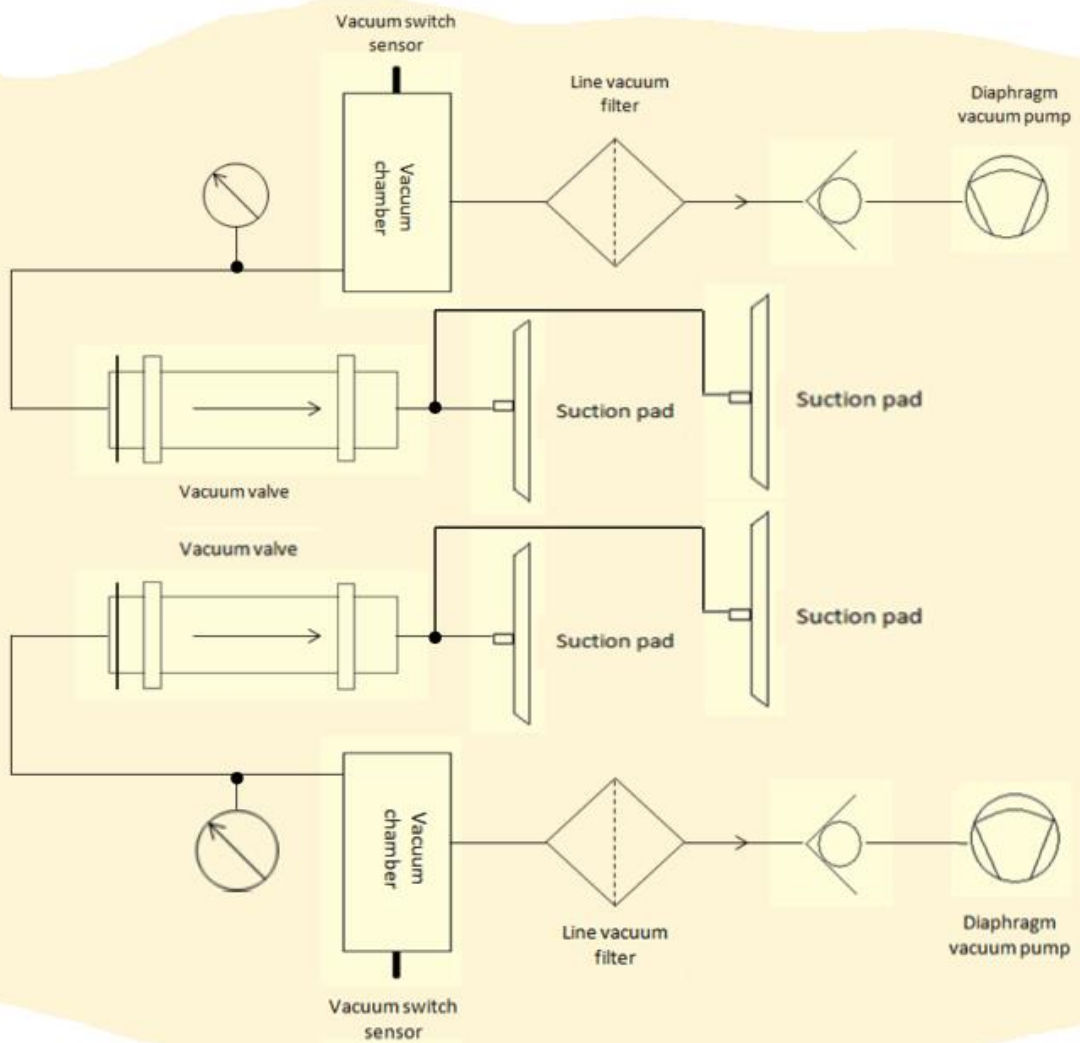 Vacuum switch
sensor
Line vacuum
filter
Diaphragm
vacuum pump
Vacuum
chamber
Suction pad
Suction pad
Vacuum valve
Vacuum valve
Suction pad
Suction pad
Vacuum
chamber
Line vacuum
filter
Diaphragm
vacuum pump
Vacuum switch
sensor